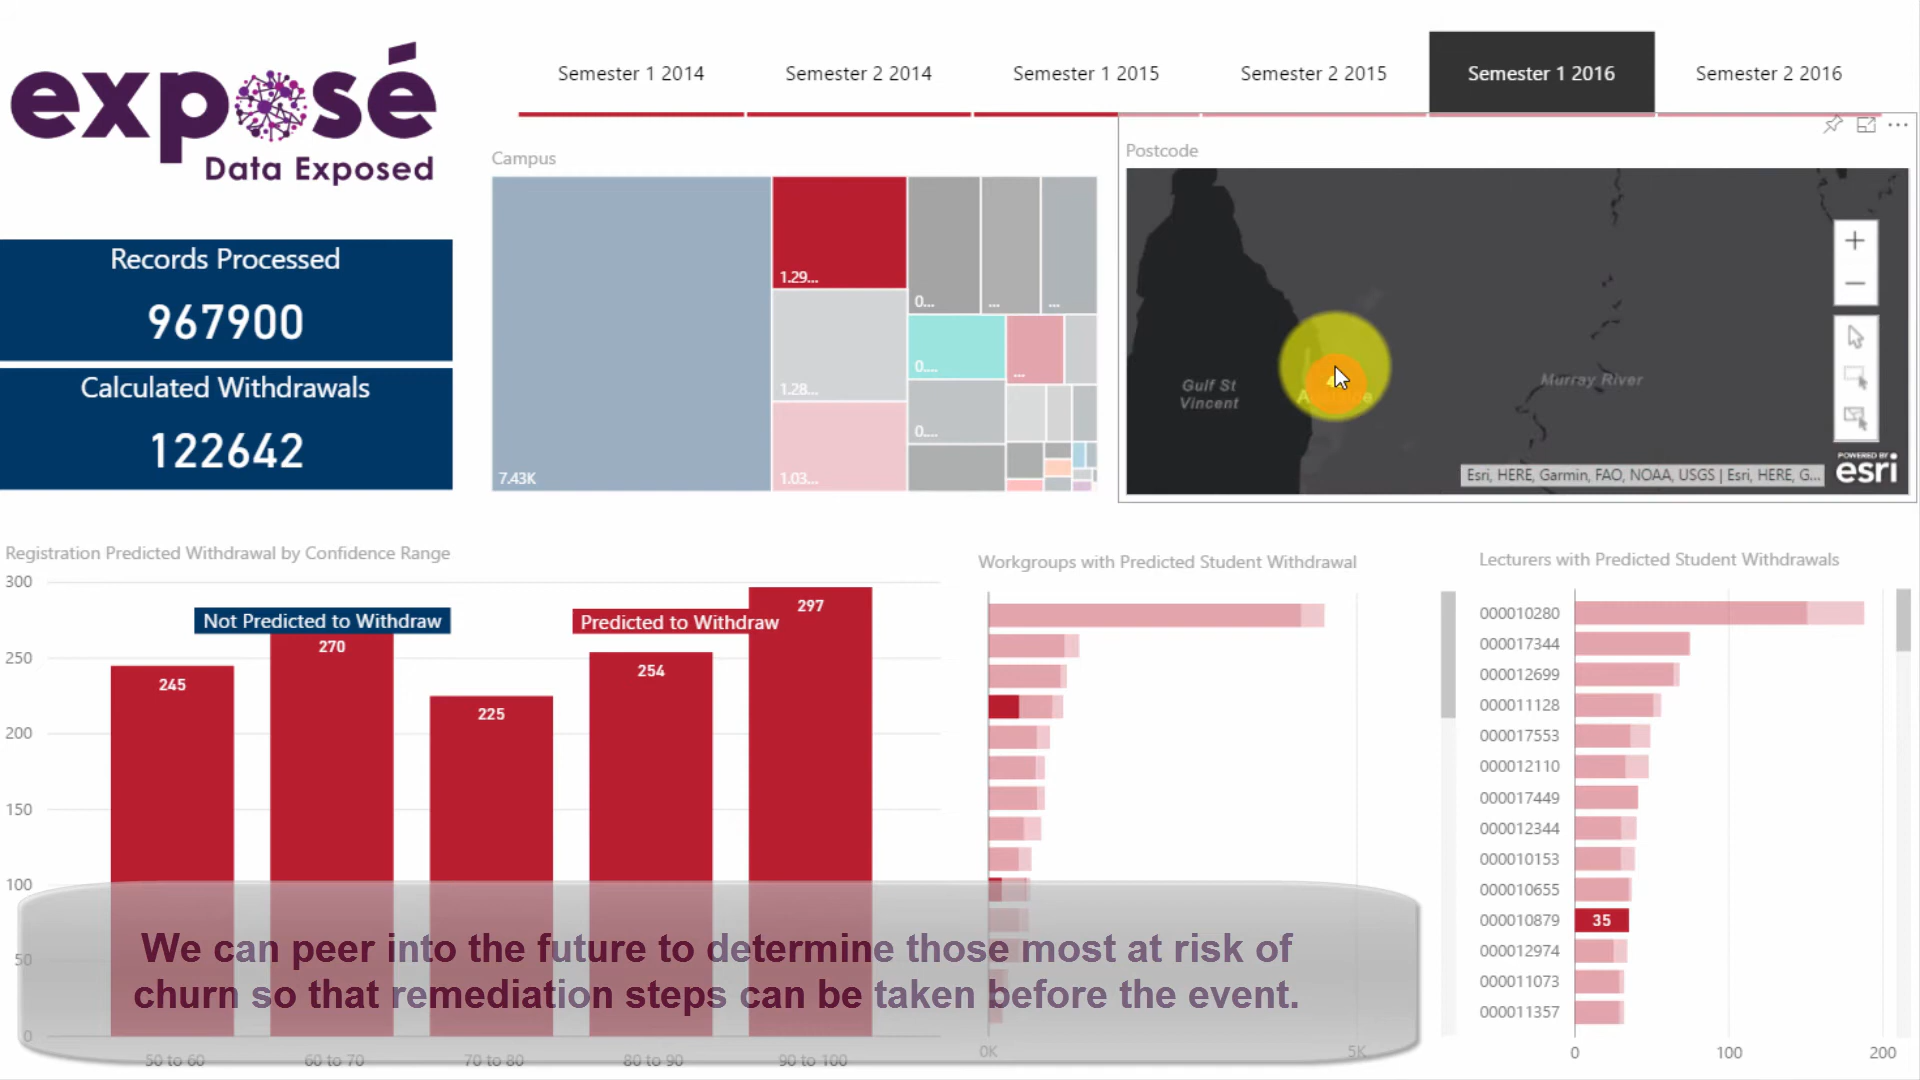 exposé
Data Exposed
Semester 1 2014
Semester 2 2014
Semester 1 2015
Semester 2 2015
Semester 1 2016
Semester 2 2016
Records Processed
967900
Calculated Withdrawals
122642
Campus
7.43K
1.29...
1.28...
1.03...
0...
...
...
0....
...
0....
Postcode
Gulf St
Vincent
Murray River
+
−
POWERED BY
esri
Esri, HERE, Garmin, FAO, NOAA, USGS | Esri, HERE, G...
Registration Predicted Withdrawal by Confidence Range
300
250
200
150
100
50
0
Not Predicted to Withdraw
Predicted to Withdraw
245
270
225
254
297
50 to 60
60 to 70
70 to 80
80 to 90
90 to 100
Workgroups with Predicted Student Withdrawal
0K
5K
Lecturers with Predicted Student Withdrawals
000010280
000017344
000012699
000011128
000017553
000012110
000017449
000012344
000010153
000010655
000010879
35
000012974
000011073
000011357
0
100
200
We can peer into the future to determine those most at risk of
churn so that remediation steps can be taken before the event.